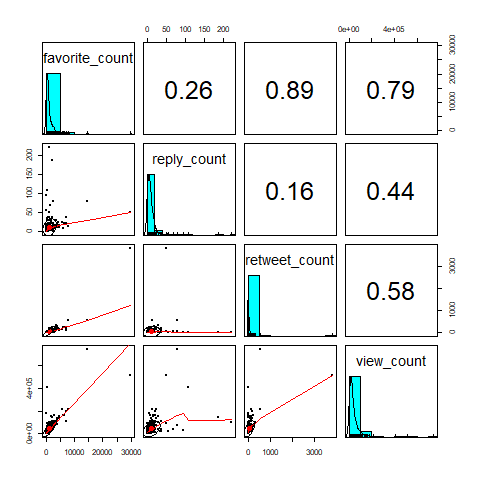 0 50 100 200
0e+00 4e+05
favorite_count
0.26
0.89
0.79
0 10000 20000 30000
0 50 100 150 200
reply_count
0.16
0.44
retweet_count
0.58
0 1000 3000
0e+00 4e+05
view_count
0 10000 20000 30000
0 1000 3000